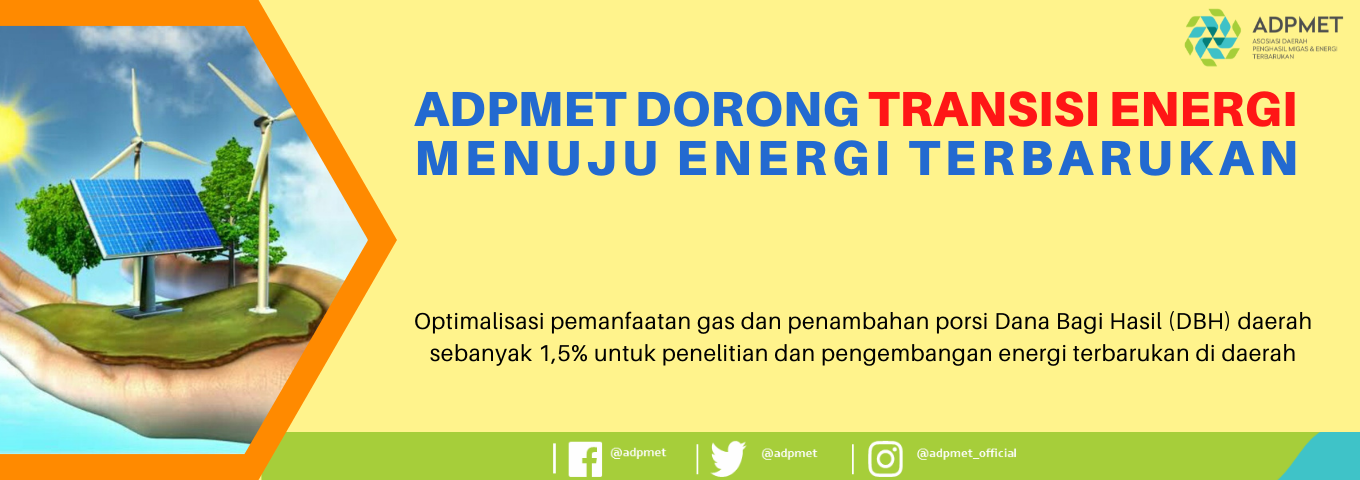 ADPMET
ASOSIASI DAERAH
PENGHASIL MIGAS & ENERGI
TERBARUKAN
ADPMET DORONG TRANSISI ENERGI
MENUJU ENERGI TERBARUKAN
Optimalisasi pemanfaatan gas dan penambahan porsi Dana Bagi Hasil (DBH) daerah
sebanyak 1,5% untuk penelitian dan pengembangan energi terbarukan di daerah
@adpmet @adpmet @adpmet_official